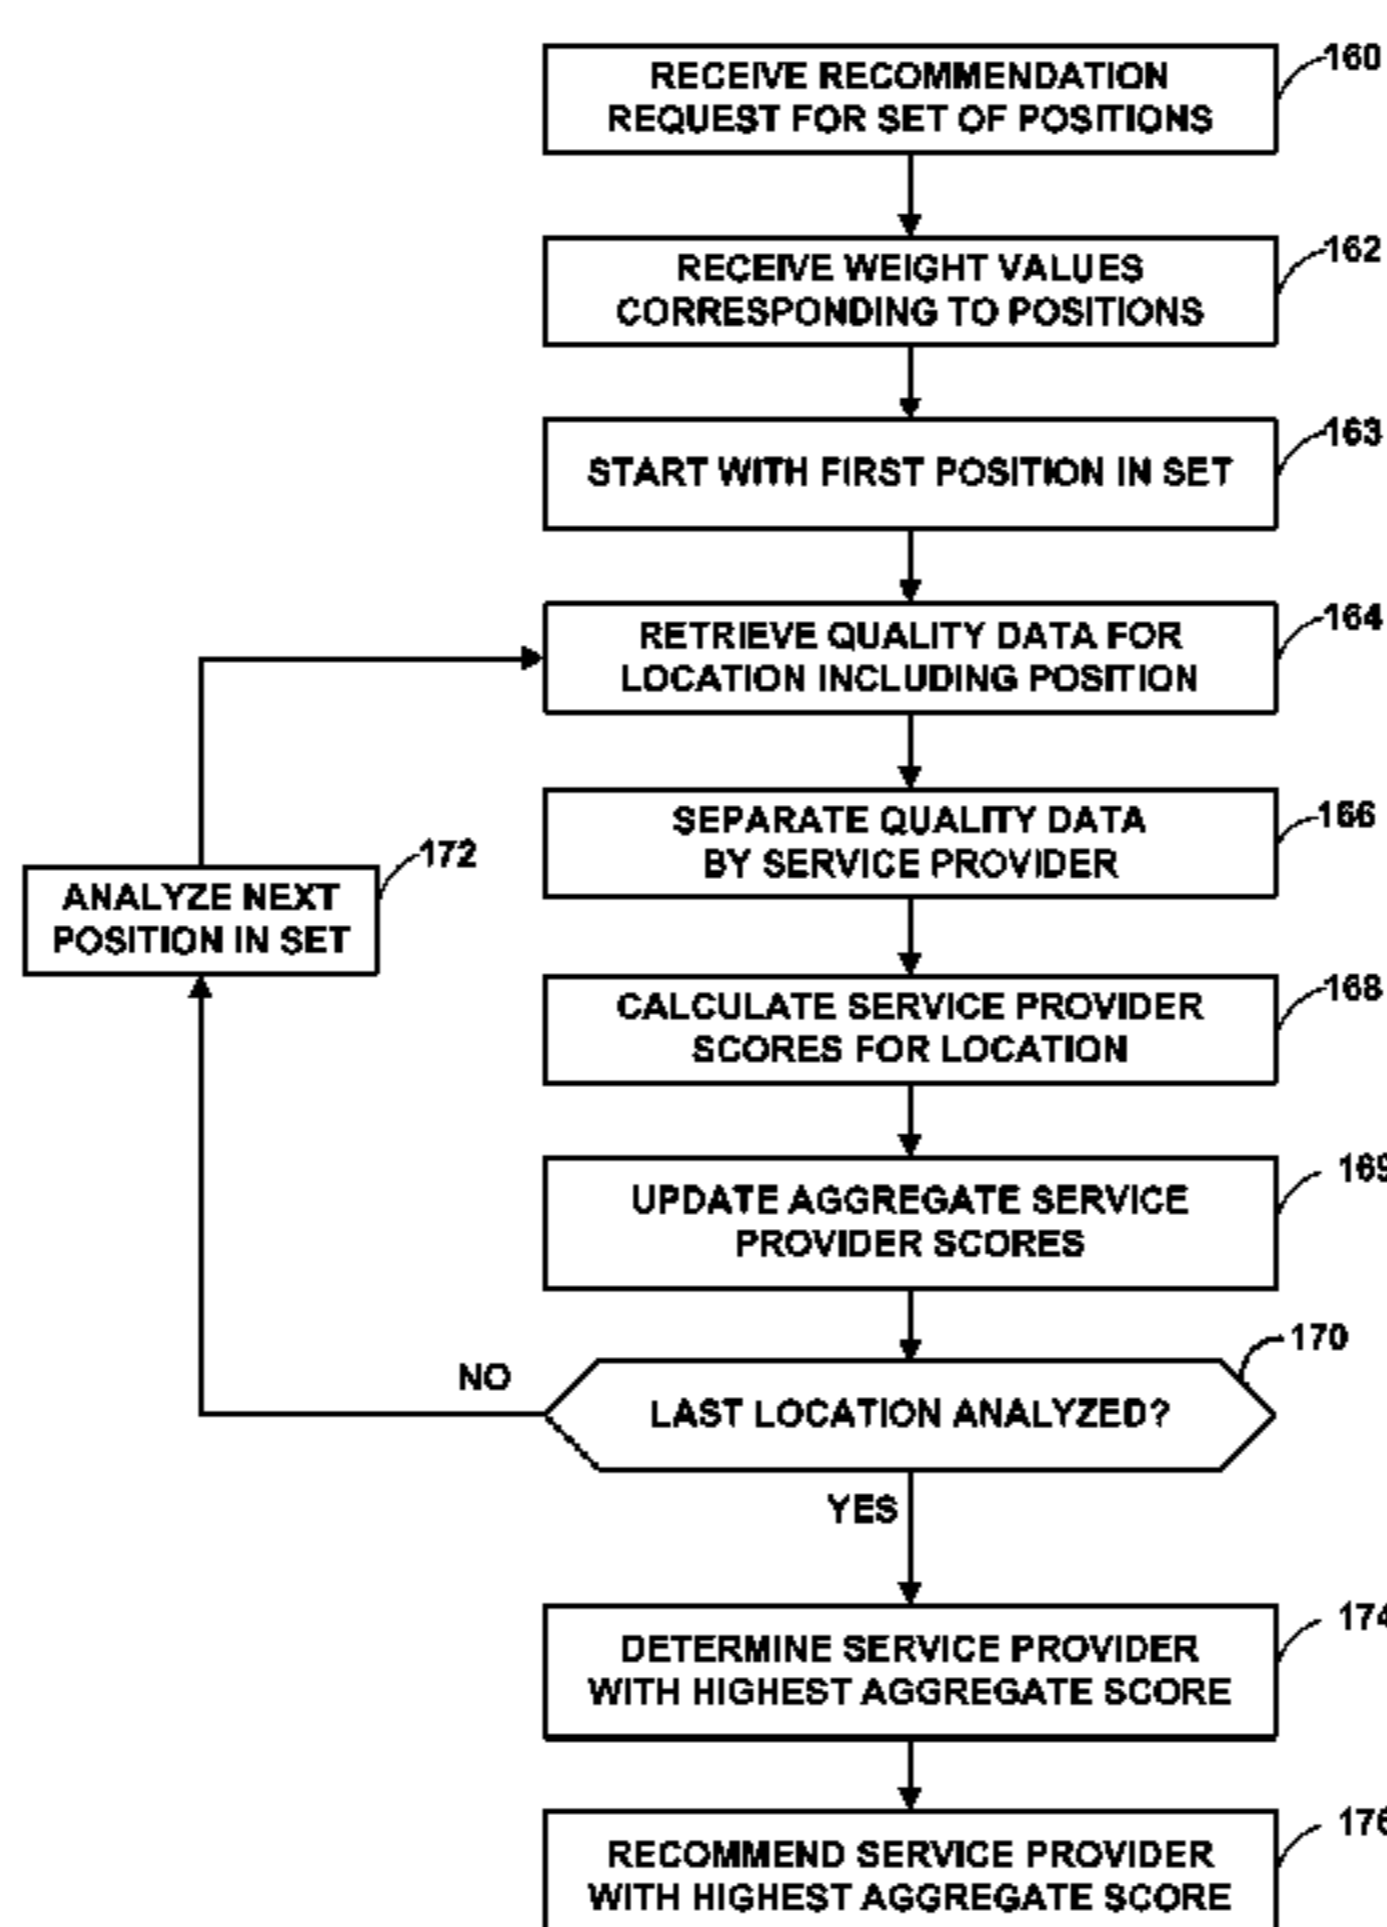 RECEIVE RECOMMENDATION
REQUEST FOR SET OF POSITIONS
160
RECEIVE WEIGHT VALUES
CORRESPONDING TO POSITIONS
162
START WITH FIRST POSITION IN SET
163
RETRIEVE QUALITY DATA FOR
LOCATION INCLUDING POSITION
164
SEPARATE QUALITY DATA
BY SERVICE PROVIDER
166
ANALYZE NEXT
POSITION IN SET
172
CALCULATE SERVICE PROVIDER
SCORES FOR LOCATION
168
UPDATE AGGREGATE SERVICE
PROVIDER SCORES
169
LAST LOCATION ANALYZED?
170
NO
YES
DETERMINE SERVICE PROVIDER
WITH HIGHEST AGGREGATE SCORE
174
RECOMMEND SERVICE PROVIDER
WITH HIGHEST AGGREGATE SCORE
176